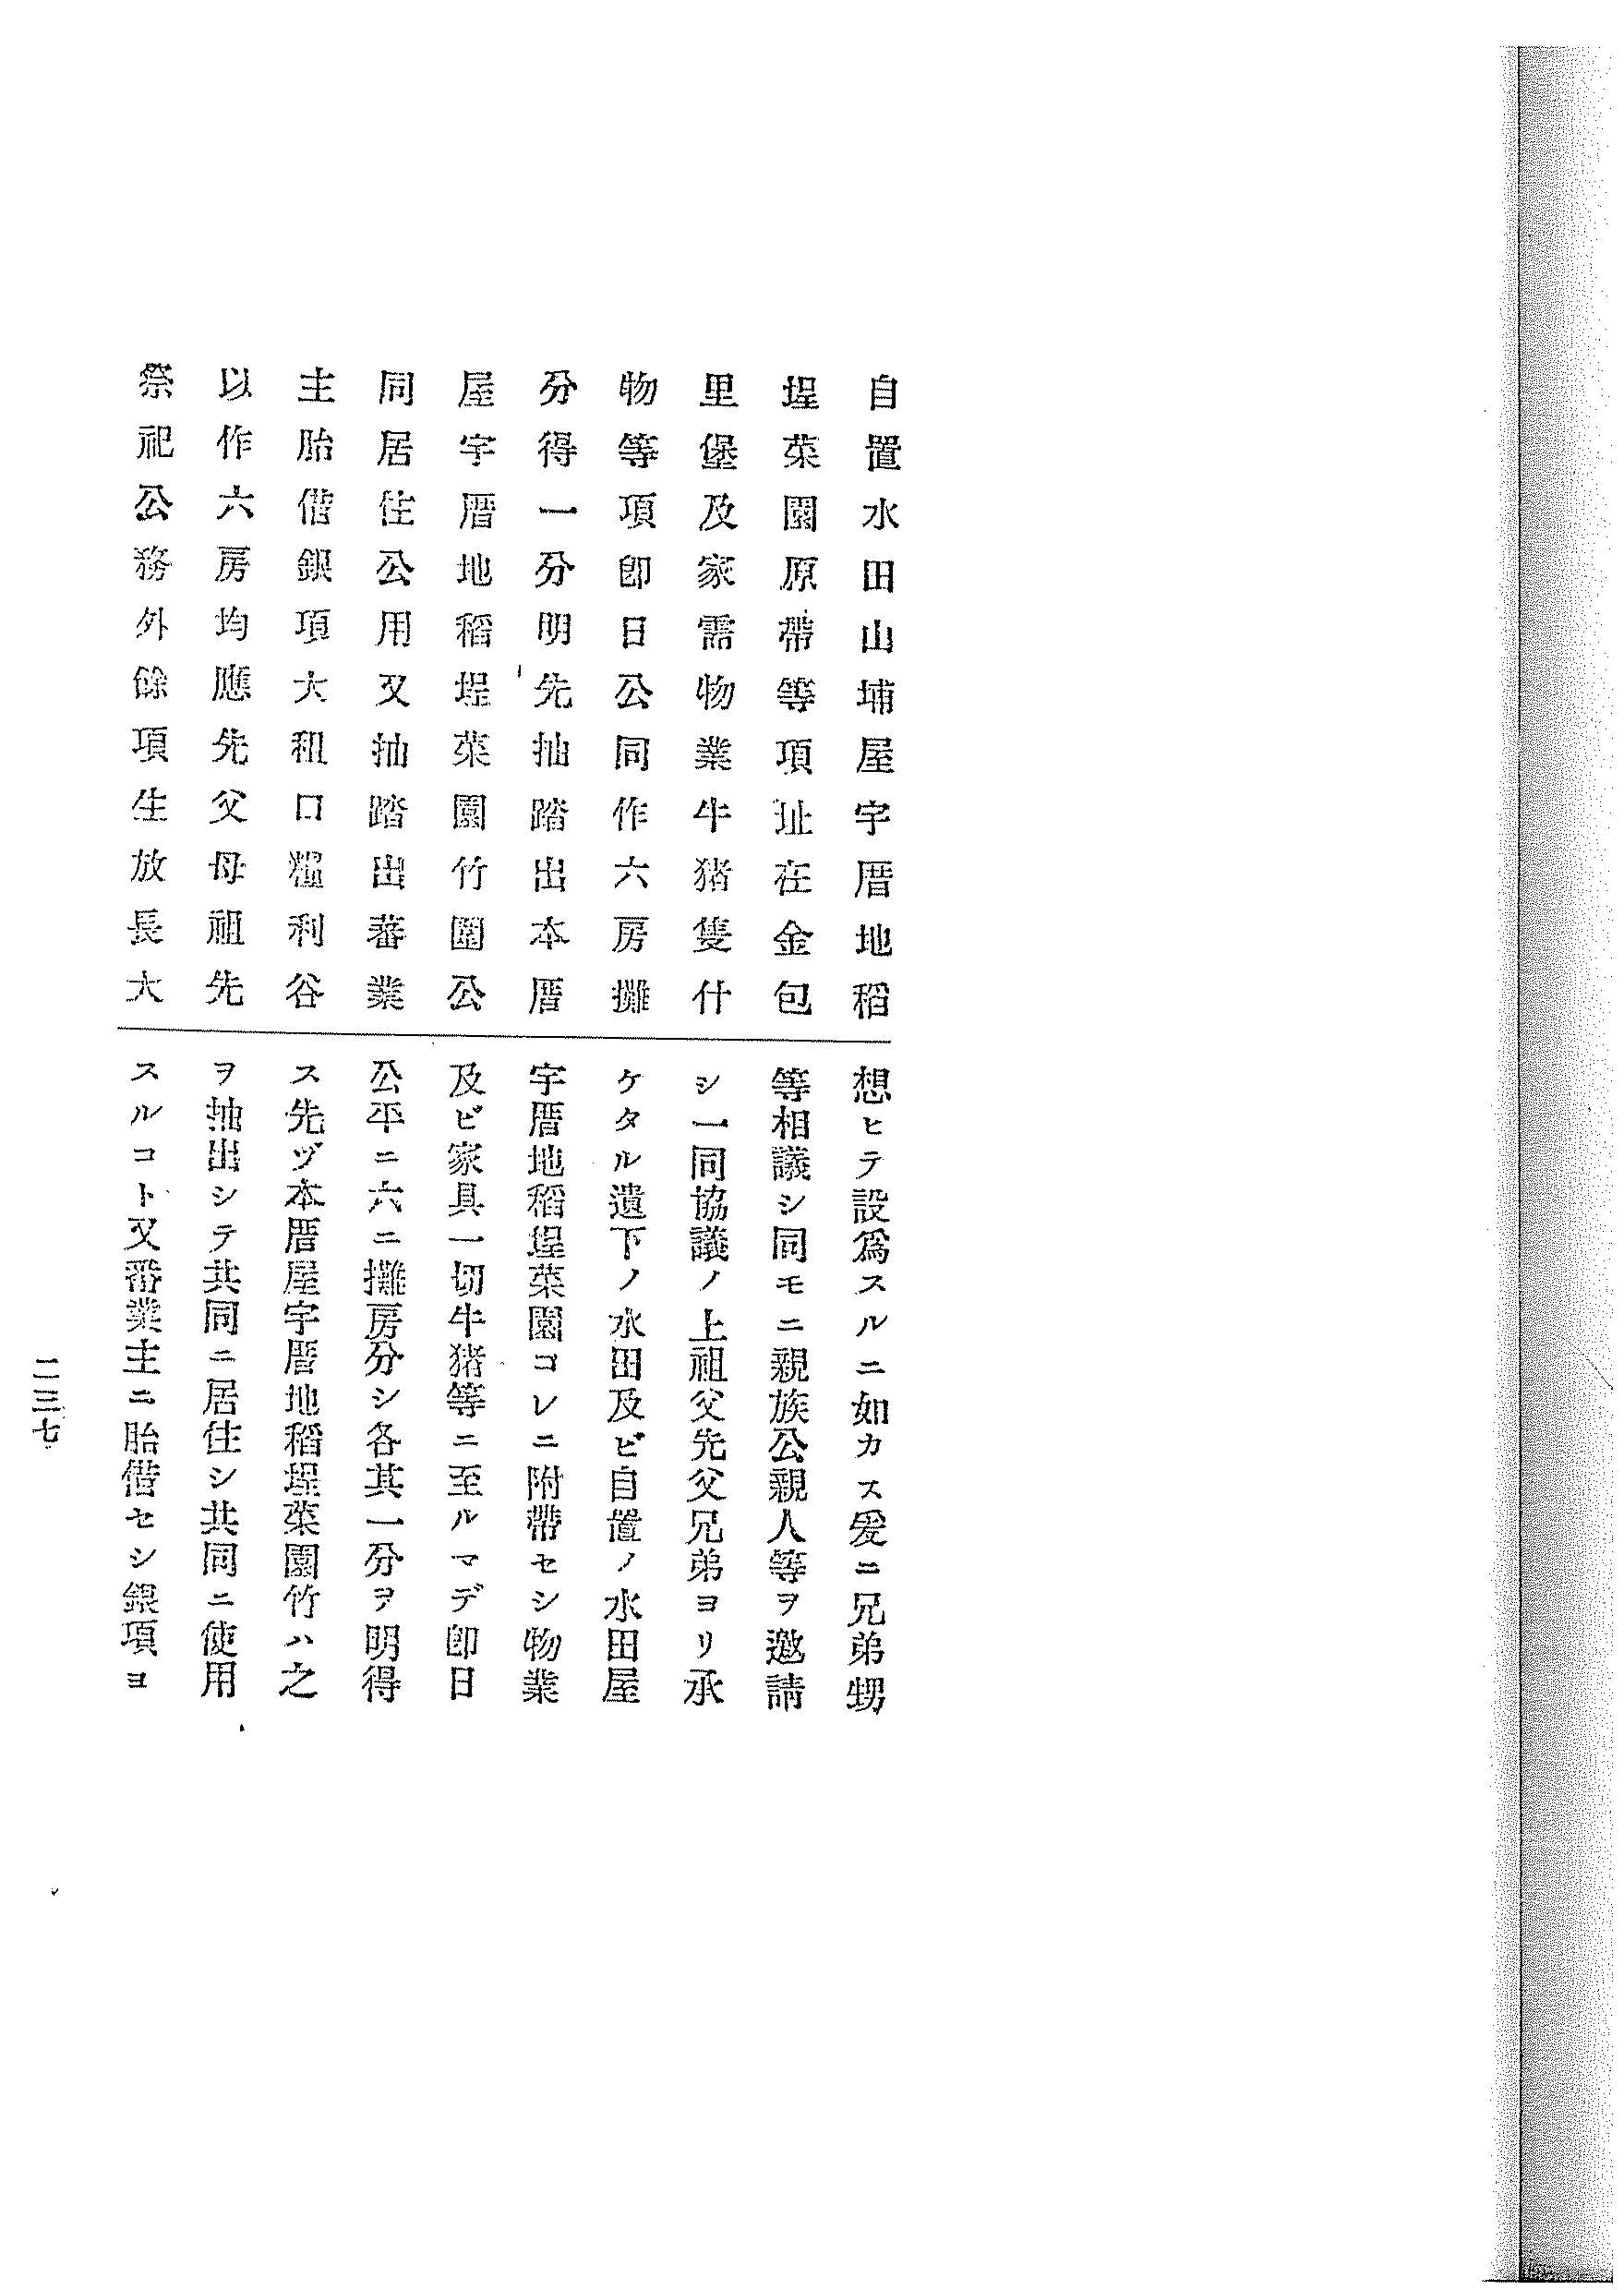 自置水田山埔屋宇厝地稻
埕菜園原帶等項址在金包
里堡及家需物業牛猪隻什
物等項卽日公同作六房攤
分得一分明先抽踏出本厝
屋宇厝地稻埕菜園竹圍公
同居住公用又抽踏出蕃業
主胎借銀項大租口糧利谷
以作六房均應先父母祖先
祭祀公務外餘項生放長大
想ヒテ設爲スルニ如カス爰ニ兄弟甥
等相議シ同モニ親族公親人等ヲ邀請
シ一同協議ノ上祖父先父兄弟ヨリ承
ケタル遺下ノ水田及ビ自置ノ水田屋
宇厝地稻埕菜園コレニ附帶セシ物業
及ビ家具一切牛猪等ニ至ルマデ卽日
公平ニ六ニ攤房分シ各其一分ヲ明得
ス先ヅ本厝屋宇厝地稻埕菜園竹ハ之
ヲ抽出シテ共同ニ居住シ共同ニ使用
スルコト又番業主ニ胎借セシ銀項ヨ
二三七